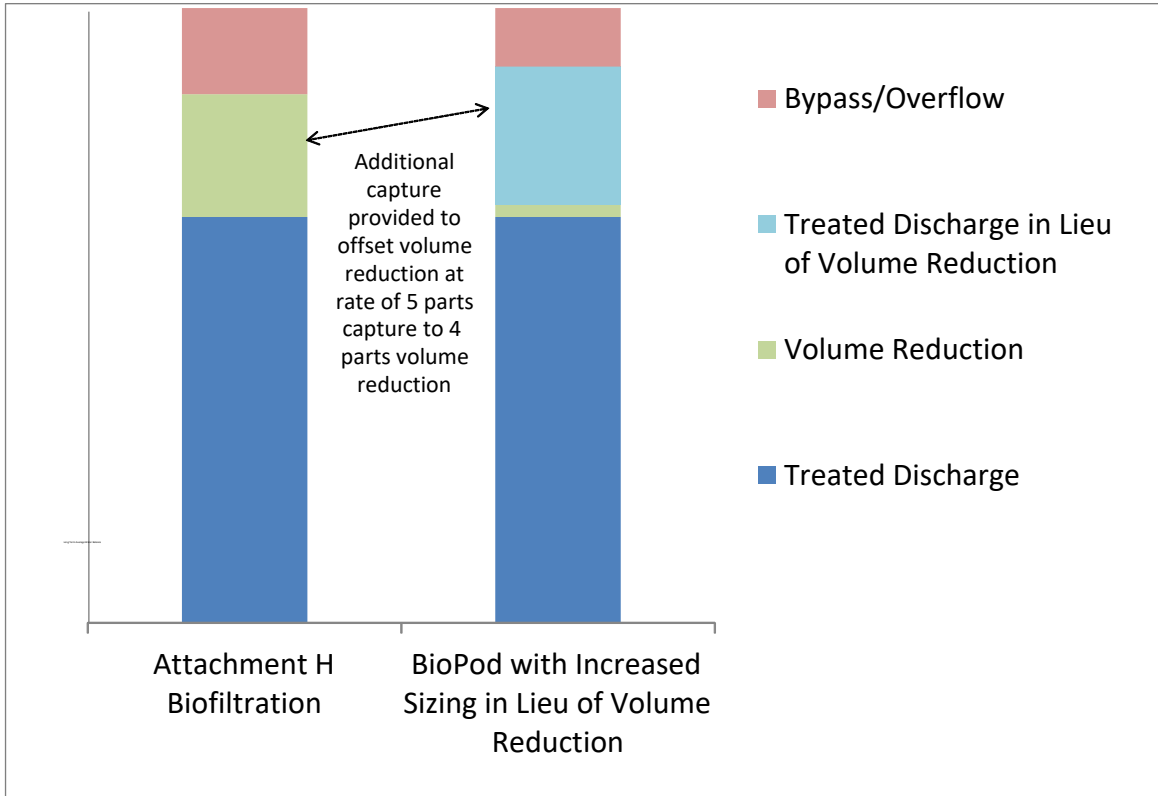 Additional
capture
provided to
offset volume
reduction at
rate of 5 parts
capture to 4
parts volume
reduction
Bypass/Overflow
Treated Discharge in Lieu
of Volume Reduction
Volume Reduction
Treated Discharge
Attachment H
Biofiltration
BioPod with Increased
Sizing in Lieu of Volume
Reduction